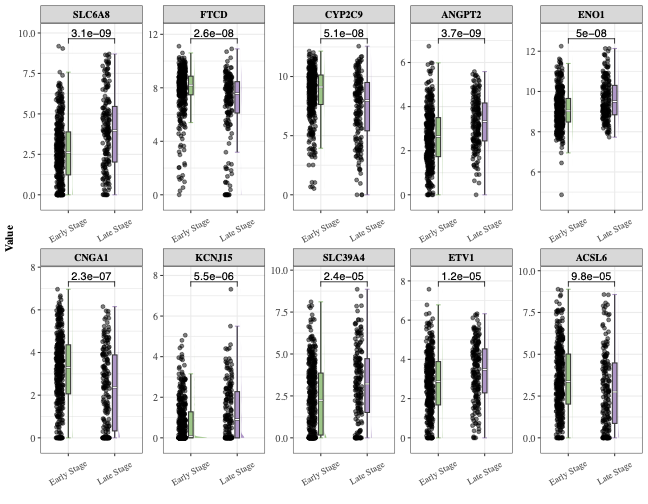 SLC6A8 FTCD CYP2C9 ANGPT2 ENO1
3.1e−09 2.6e−08 5.1e−08 3.7e−09 5e−08
10.0 7.5 5.0 2.5 0.0
12 8 4 0
10 5 0
6 4 2 0
12 10 8 6
Early Stage Late Stage Early Stage Late Stage Early Stage Late Stage Early Stage Late Stage Early Stage Late Stage
Value
CNGA1 KCNJ15 SLC39A4 ETV1 ACSL6
2.3e−07 5.5e−06 2.4e−05 1.2e−05 9.8e−05
8 6 4 2 0
8 6 4 2 0
10.0 7.5 5.0 2.5 0.0
8 6 4 2 0
10.0 7.5 5.0 2.5 0.0
Early Stage Late Stage Early Stage Late Stage Early Stage Late Stage Early Stage Late Stage Early Stage Late Stage